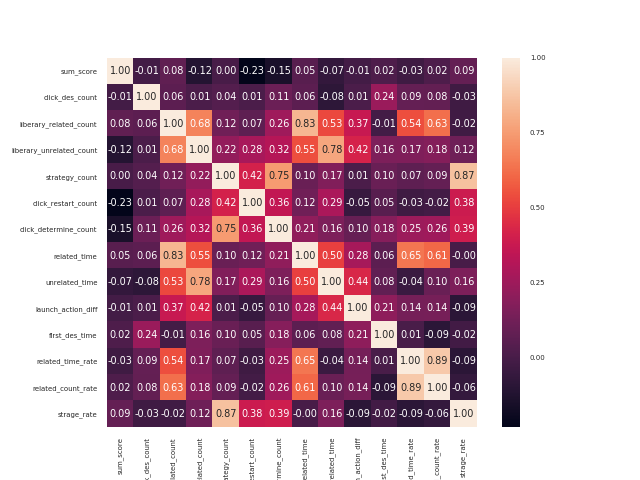 sum_score 1.00 -0.01 0.08 -0.12 0.00 -0.23 -0.15 0.05 -0.07 -0.01 0.02 -0.03 0.02 0.09
click_des_count -0.01 1.00 0.06 0.01 0.04 0.01 0.11 0.06 -0.08 0.01 0.24 0.09 0.08 -0.03
liberary_related_count 0.08 0.06 1.00 0.68 0.12 0.07 0.26 0.83 0.53 0.37 -0.01 0.54 0.63 -0.02
liberary_unrelated_count -0.12 0.01 0.68 1.00 0.22 0.28 0.32 0.55 0.78 0.42 0.16 0.17 0.18 0.12
strategy_count 0.00 0.04 0.12 0.22 1.00 0.42 0.75 0.10 0.17 0.01 0.10 0.07 0.09 0.87
click_restart_count -0.23 0.01 0.07 0.28 0.42 1.00 0.36 0.12 0.29 -0.05 0.05 -0.03 -0.02 0.38
click_determine_count -0.15 0.11 0.26 0.32 0.75 0.36 1.00 0.21 0.16 0.10 0.18 0.25 0.26 0.39
related_time 0.05 0.06 0.83 0.55 0.10 0.12 0.21 1.00 0.50 0.28 0.06 0.65 0.61 -0.00
unrelated_time -0.07 -0.08 0.53 0.78 0.17 0.29 0.16 0.50 1.00 0.44 0.08 -0.04 0.10 0.16
launch_action_diff -0.01 0.01 0.37 0.42 0.01 -0.05 0.10 0.28 0.44 1.00 0.21 0.14 0.14 -0.09
first_des_time 0.02 0.24 -0.01 0.16 0.10 0.05 0.18 0.06 0.08 0.21 1.00 0.01 -0.09 -0.02
related_time_rate -0.03 0.09 0.54 0.17 0.07 -0.03 0.25 0.65 -0.04 0.14 0.01 1.00 0.89 -0.09
related_count_rate 0.02 0.08 0.63 0.18 0.09 -0.02 0.26 0.61 0.10 0.14 -0.09 0.89 1.00 -0.06
strage_rate 0.09 -0.03 -0.02 0.12 0.87 0.38 0.39 -0.00 0.16 -0.09 -0.02 -0.09 -0.06 1.00
sum_score
_des_count
elated_count
elated_count
ategy_count
restart_count
ermine_count
related_time
related_time
_action_diff
st_des_time
d_time_rate
_count_rate
strage_rate
1.00
0.75
0.50
0.25
0.00